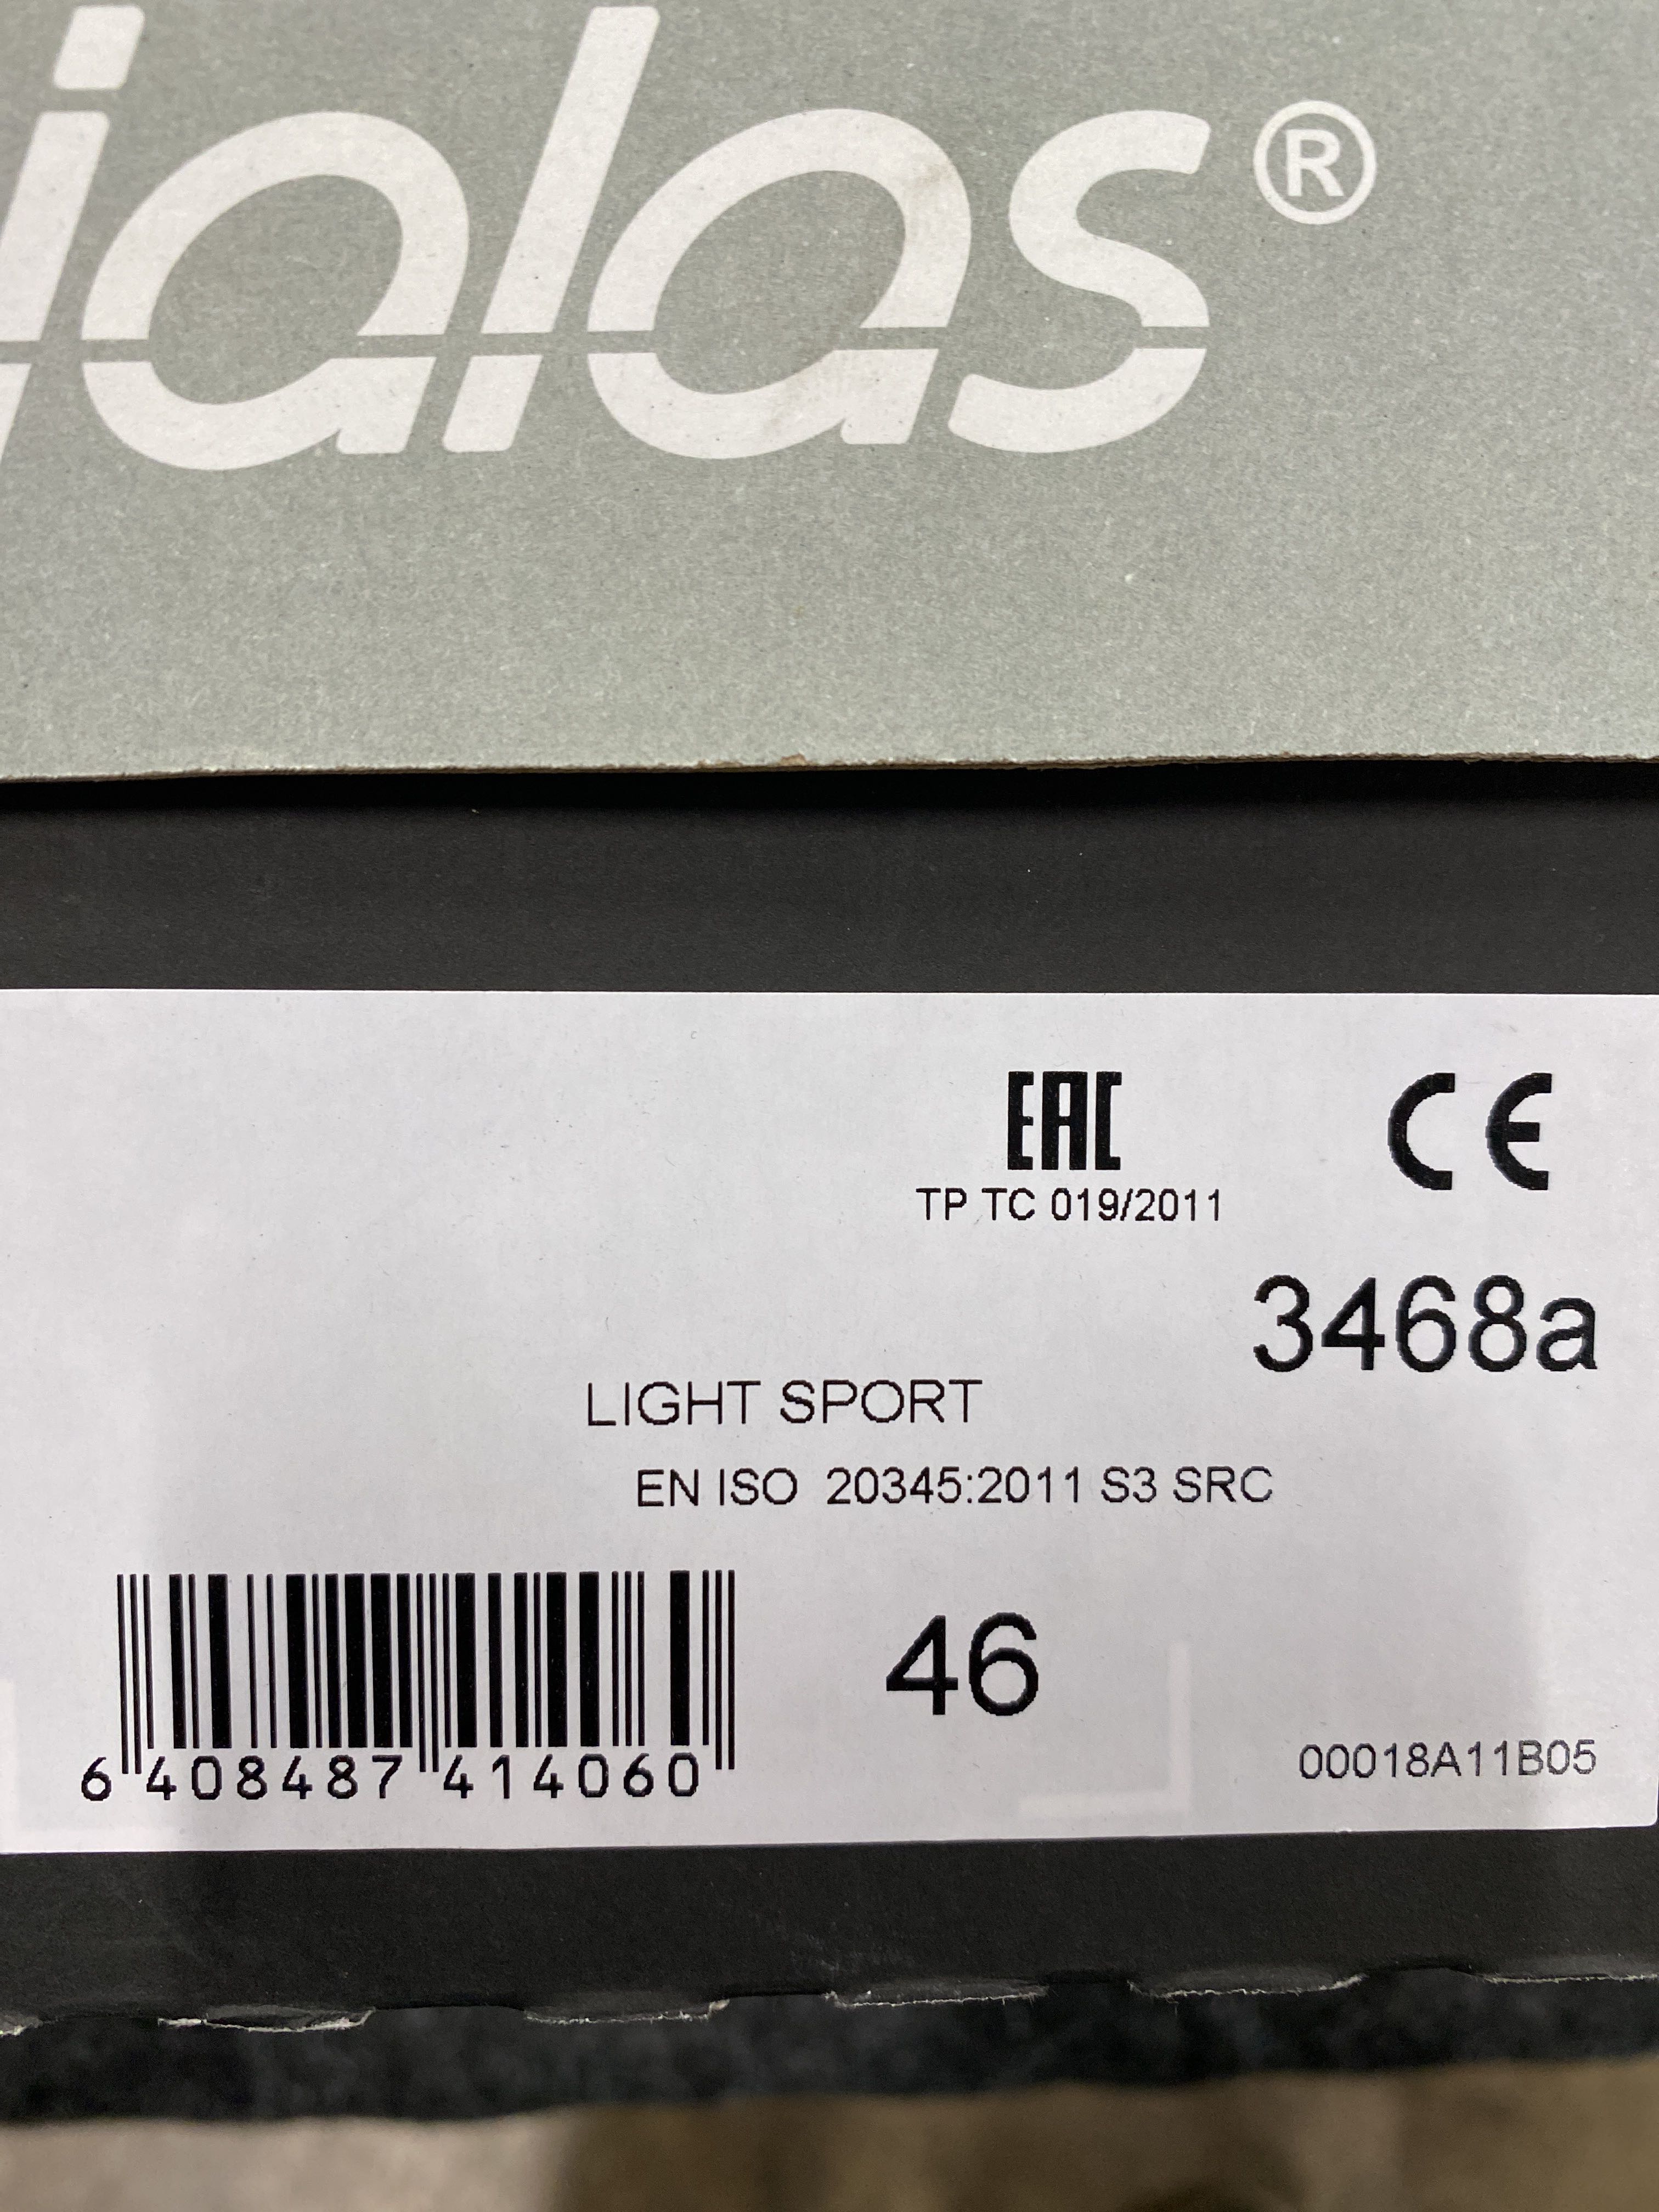 jalas®
EAC CE
TP TC 019/2011
3468a
LIGHT SPORT
EN ISO 20345:2011 S3 SRC
46
6 408487 414060
00018A11B05